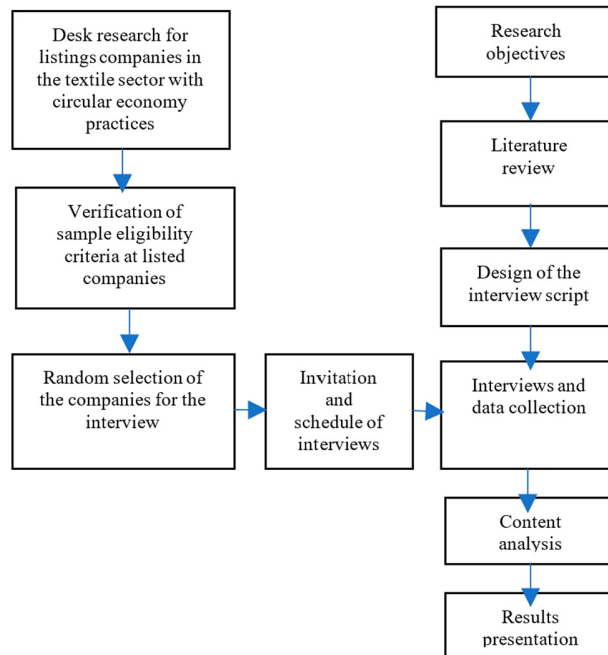 Desk research for
listings companies in
the textile sector with
circular economy
practices
Verification of
sample eligibility
criteria at listed
companies
Random selection of
the companies for the
interview
Invitation
and
schedule of
interviews
Research
objectives
Literature
review
Design of the
interview script
Interviews and
data collection
Content
analysis
Results
presentation